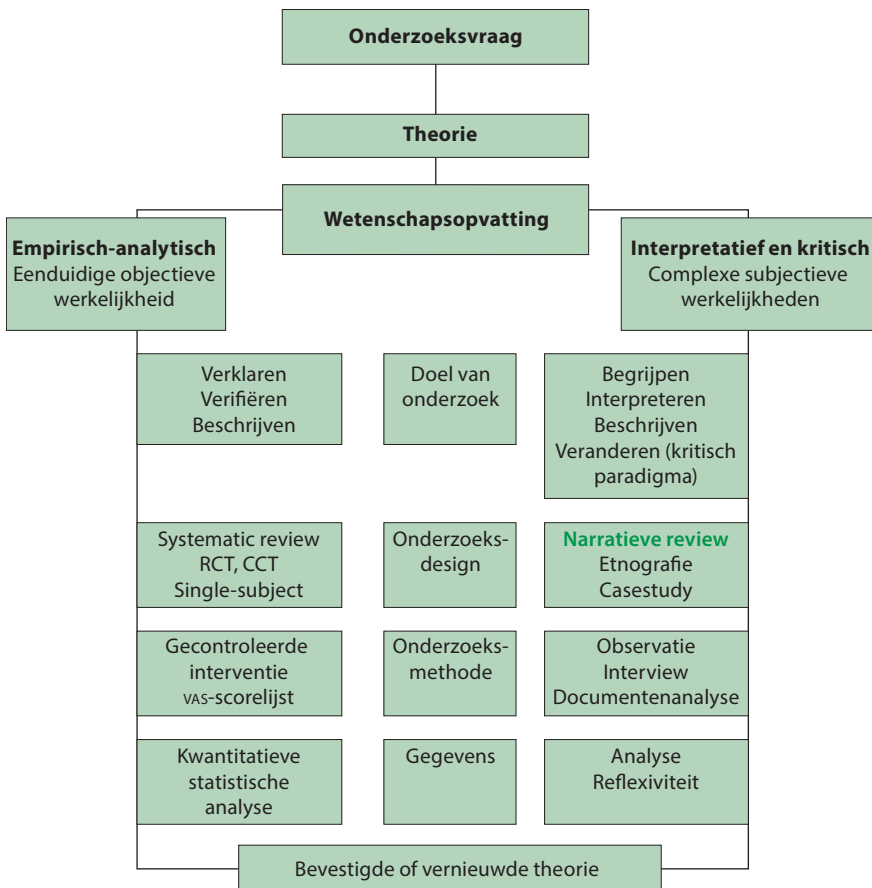 Onderzoeksvraag
Theorie
Wetenschapsopvatting
Empirisch-analytisch
Eenduidige objectieve
werkelijkheid
Interpretatief en kritisch
Complexe subjectieve
werkelijkheden
Verklaren
Verifiëren
Beschrijven
Doel van
onderzoek
Begrijpen
Interpreteren
Beschrijven
Veranderen (kritisch
paradigma)
Systematic review
RCT, CCT
Single-subject
Onderzoeks-
design
Narratieve review
Etnografie
Casestudy
Gecontroleerde
interventie
VAS-scorelijst
Onderzoeks-
methode
Observatie
Interview
Documentenanalyse
Kwantitatieve
statistische
analyse
Gegevens
Analyse
Reflexiviteit
Bevestigde of vernieuwde theorie